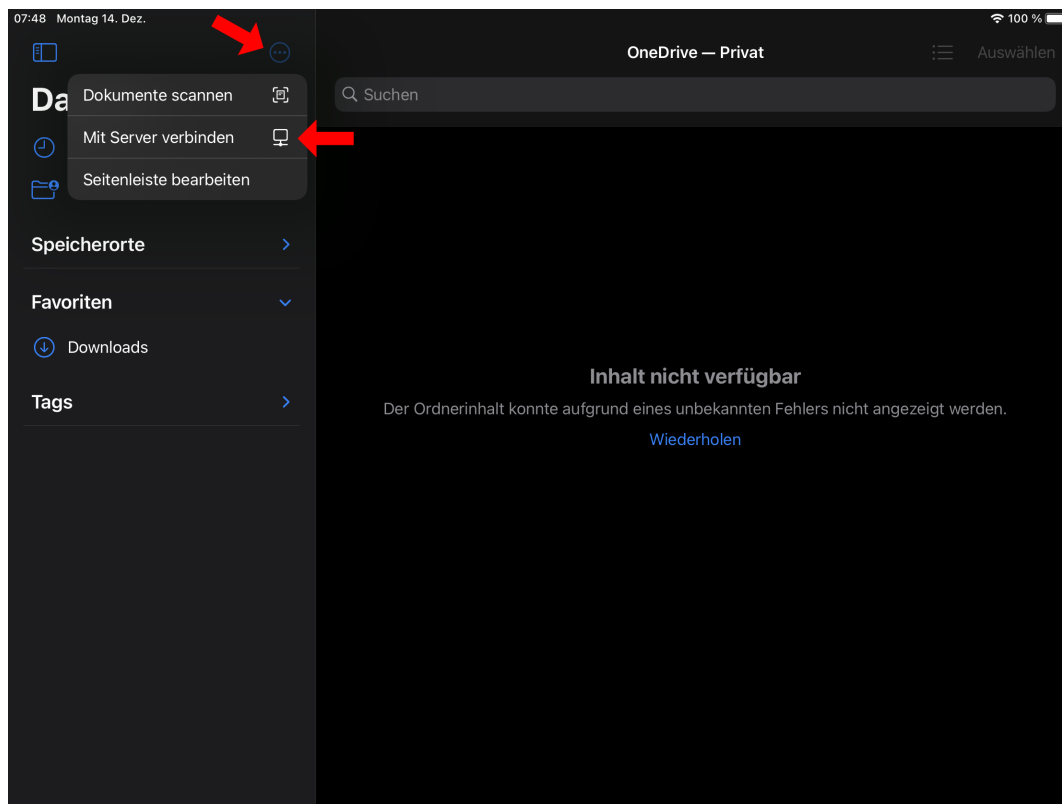 07:48 Montag 14. Dez.
100 %
OneDrive — Privat
Auswählen
Da
Dokumente scannen
Mit Server verbinden
Seitenleiste bearbeiten
Suchen
Speicherorte
Favoriten
Downloads
Tags
Inhalt nicht verfügbar
Der Ordnerinhalt konnte aufgrund eines unbekannten Fehlers nicht angezeigt werden.
Wiederholen